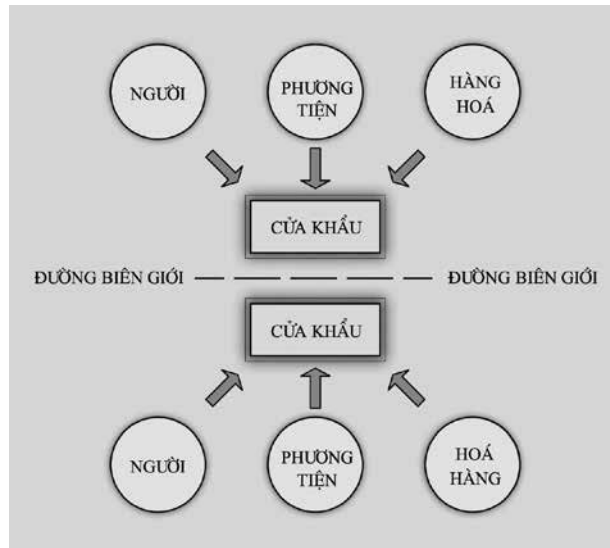 NGƯỜI
PHƯƠNG
TIỆN
HÀNG
HOÁ
CỬA KHẨU
ĐƯỜNG BIÊN GIỚI
ĐƯỜNG BIÊN GIỚI
CỬA KHẨU
NGƯỜI
PHƯƠNG
TIỆN
HOÁ
HÀNG